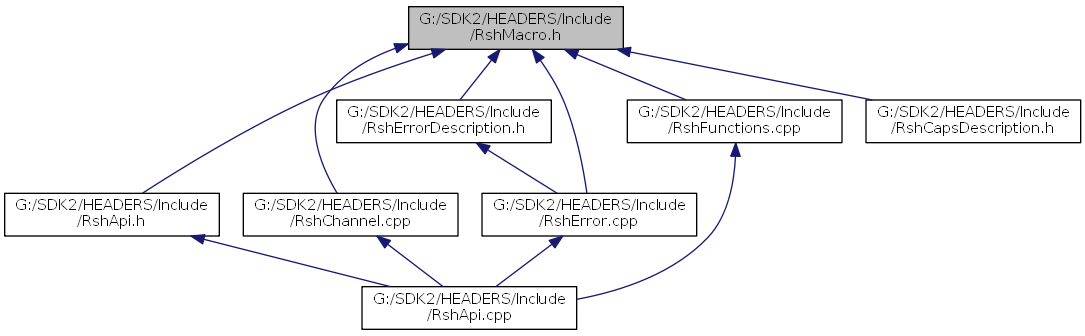 G:/SDK2/HEADERS/Include
/RshMacro.h
G:/SDK2/HEADERS/Include
/RshErrorDescription.h
G:/SDK2/HEADERS/Include
/RshFunctions.cpp
G:/SDK2/HEADERS/Include
/RshCapsDescription.h
G:/SDK2/HEADERS/Include
/RshApi.h
G:/SDK2/HEADERS/Include
/RshChannel.cpp
G:/SDK2/HEADERS/Include
/RshError.cpp
G:/SDK2/HEADERS/Include
/RshApi.cpp